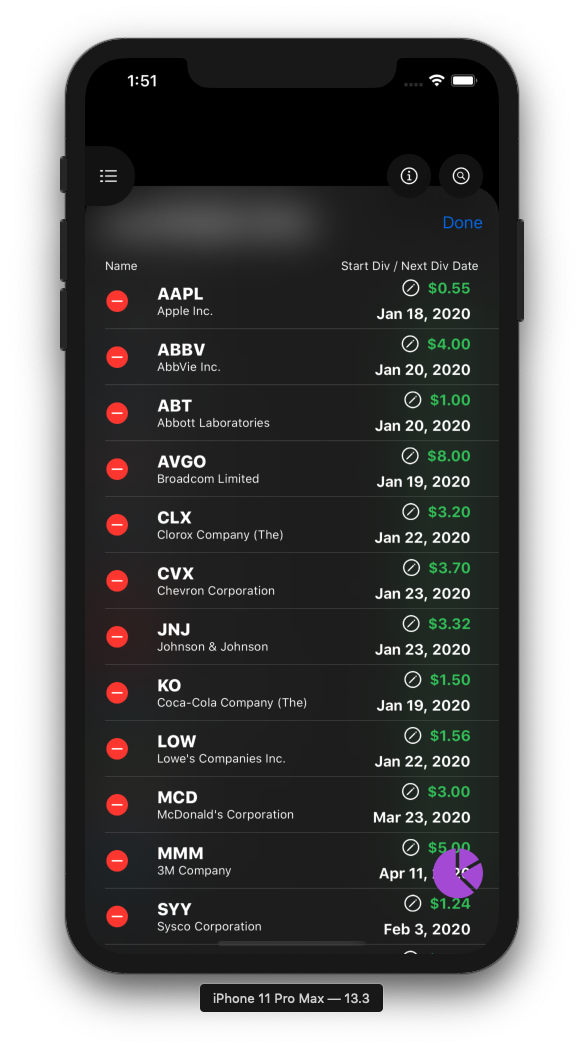 1:51
Done
Name Start Div / Next Div Date
AAPL $0.55
Apple Inc. Jan 18, 2020
ABBV $4.00
AbbVie Inc. Jan 20, 2020
ABT $1.00
Abbott Laboratories Jan 20, 2020
AVGO $8.00
Broadcom Limited Jan 19, 2020
CLX $3.20
Clorox Company (The) Jan 22, 2020
CVX $3.70
Chevron Corporation Jan 23, 2020
JNJ $3.32
Johnson & Johnson Jan 23, 2020
KO $1.50
Coca-Cola Company (The) Jan 19, 2020
LOW $1.56
Lowe's Companies Inc. Jan 22, 2020
MCD $3.00
McDonald's Corporation Mar 23, 2020
MMM $5.00
3M Company Apr 11,
SYY $1.24
Sysco Corporation Feb 3, 2020
iPhone 11 Pro Max — 13.3